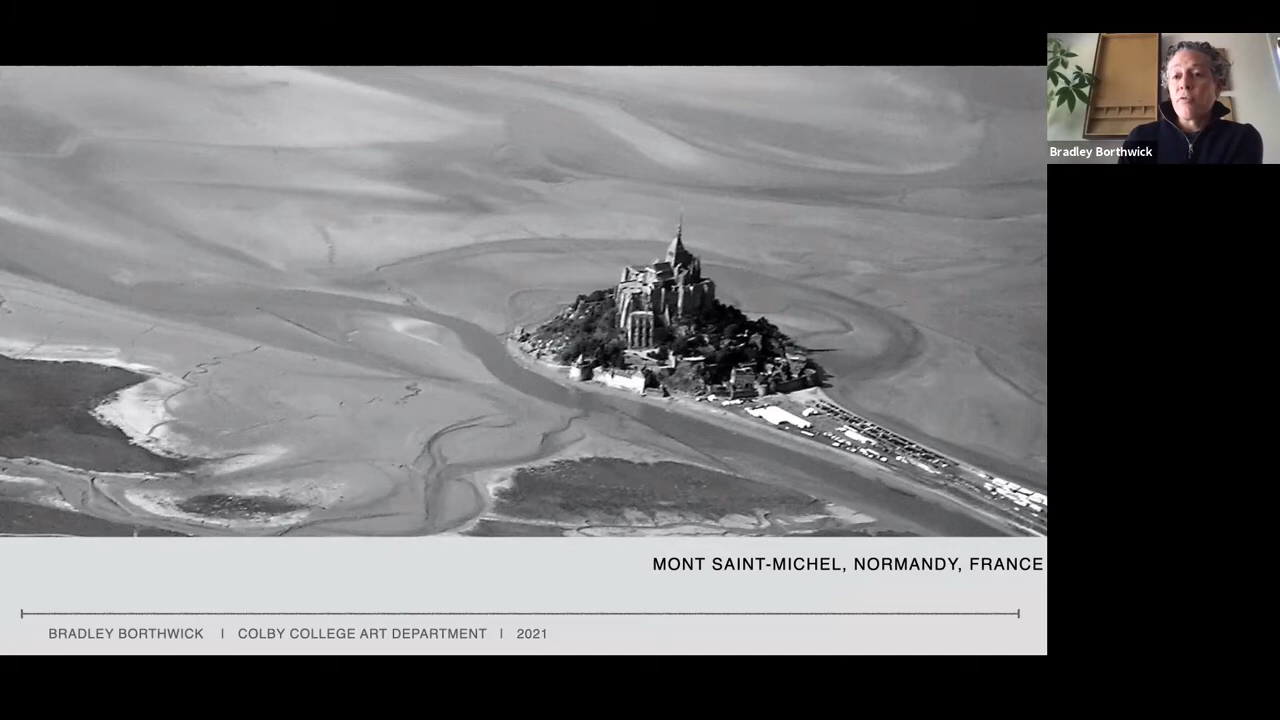 Bradley Borthwick
MONT SAINT-MICHEL, NORMANDY, FRANCE
BRADLEY BORTHWICK | COLBY COLLEGE ART DEPARTMENT | 2021